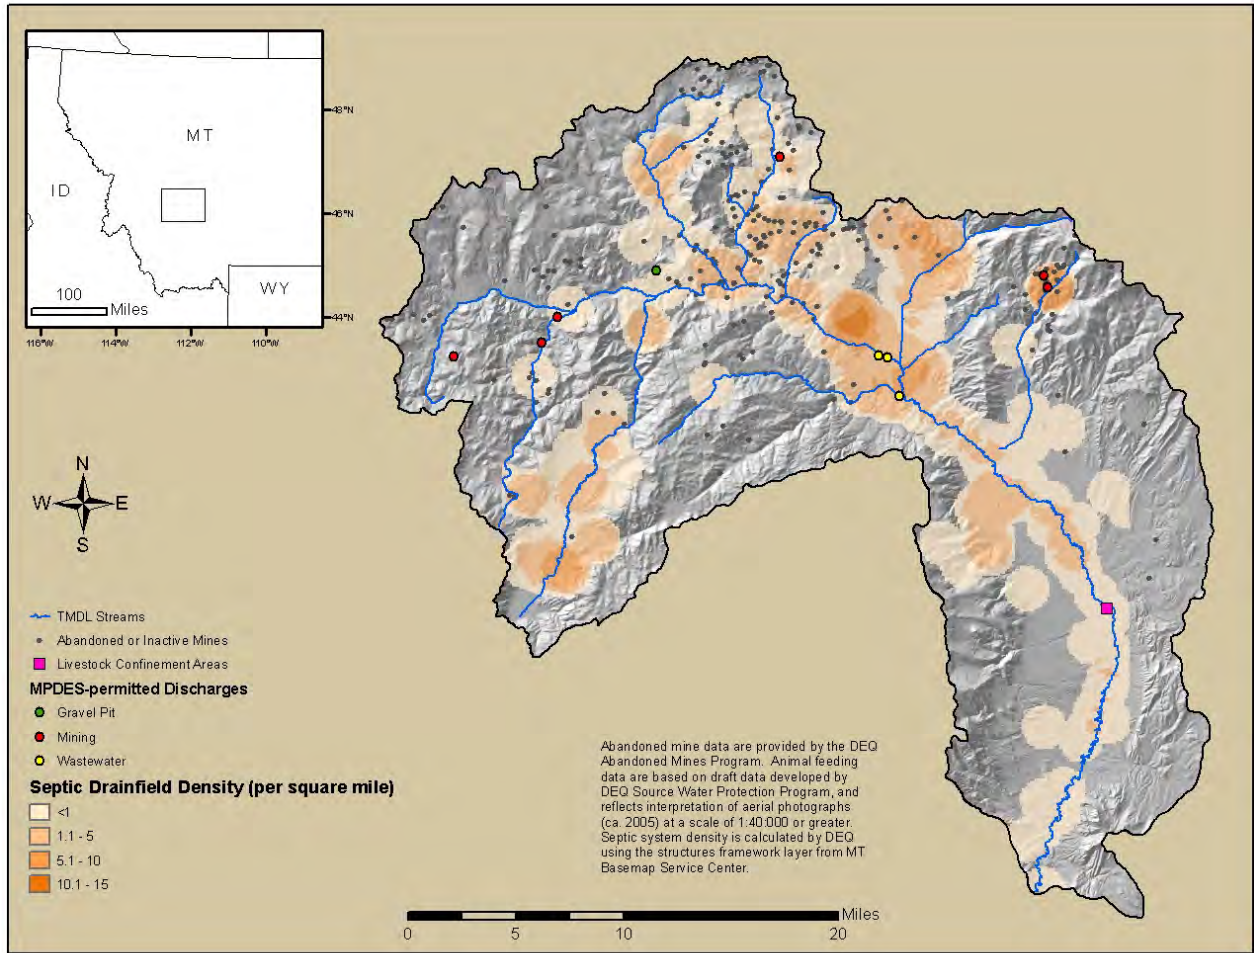 MT
ID
WY
100
Miles
48°N
46°N
44°N
116°W
114°W
112°W
110°W
N
W
E
S
TMDL Streams
Abandoned or Inactive Mines
Livestock Confinement Areas
MPDES-permitted Discharges
Gravel Pit
Mining
Wastewater
Septic Drainfield Density (per square mile)
<1
1.1 - 5
5.1 - 10
10.1 - 15
Abandoned mine data are provided by the DEQ
Abandoned Mines Program. Animal feeding
data are based on draft data developed by
DEQ Source Water Protection Program, and
reflects interpretation of aerial photographs
(ca. 2005) at a scale of 1:40:000 or greater.
Septic system density is calculated by DEQ
using the structures framework layer from MT
Basemap Service Center.
Miles
0 5 10 20